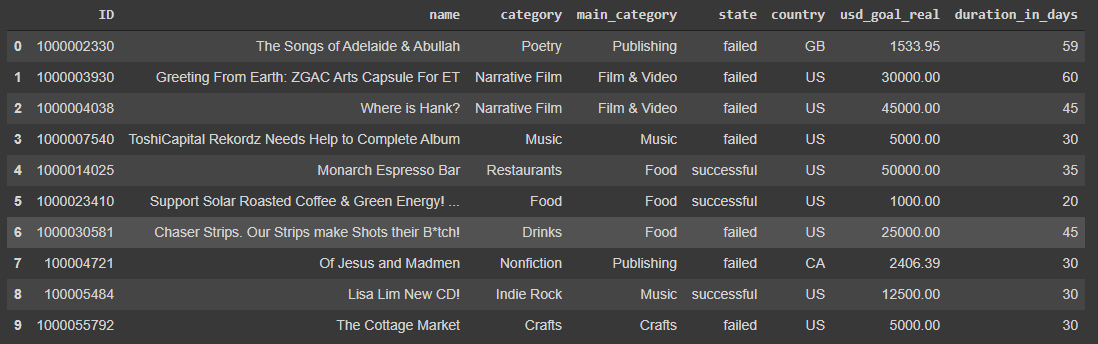 ID name category main_category state country usd_goal_real duration_in_days
0 1000002330 The Songs of Adelaide & Abullah Poetry Publishing failed GB 1533.95 59
1 1000003930 Greeting From Earth: ZGAC Arts Capsule For ET Narrative Film Film & Video failed US 30000.00 60
2 1000004038 Where is Hank? Narrative Film Film & Video failed US 45000.00 45
3 1000007540 ToshiCapital Rekordz Needs Help to Complete Album Music Music failed US 5000.00 30
4 1000014025 Monarch Espresso Bar Restaurants Food successful US 50000.00 35
5 1000023410 Support Solar Roasted Coffee & Green Energy! ... Food Food successful US 1000.00 20
6 1000030581 Chaser Strips. Our Strips make Shots their B*tch! Drinks Food failed US 25000.00 45
7 100004721 Of Jesus and Madmen Nonfiction Publishing failed CA 2406.39 30
8 100005484 Lisa Lim New CD! Indie Rock Music successful US 12500.00 30
9 1000055792 The Cottage Market Crafts Crafts failed US 5000.00 30